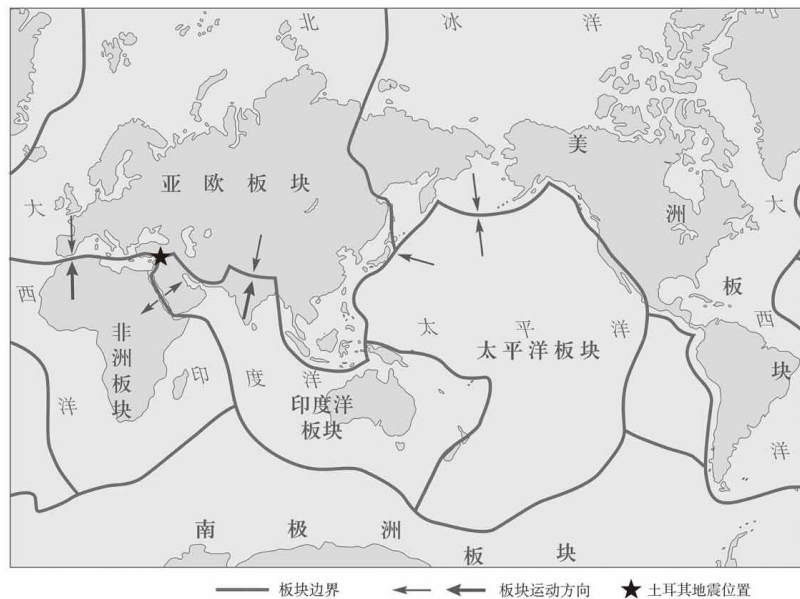 北冰洋
亚欧板块
美洲板块
大西洋
大西洋
非洲板块
印度洋
太平洋
太平洋板块
印度洋
板块
南极洲板块
板块边界
板块运动方向
土耳其地震位置